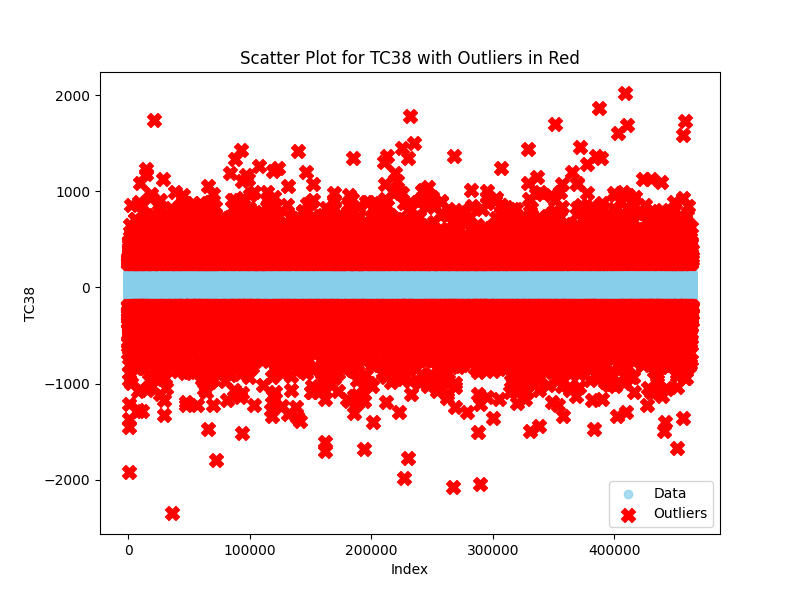 Scatter Plot for TC38 with Outliers in Red
2000
1000
0
−1000
−2000
TC38
0
100000
200000
300000
400000
Index
Data
Outliers